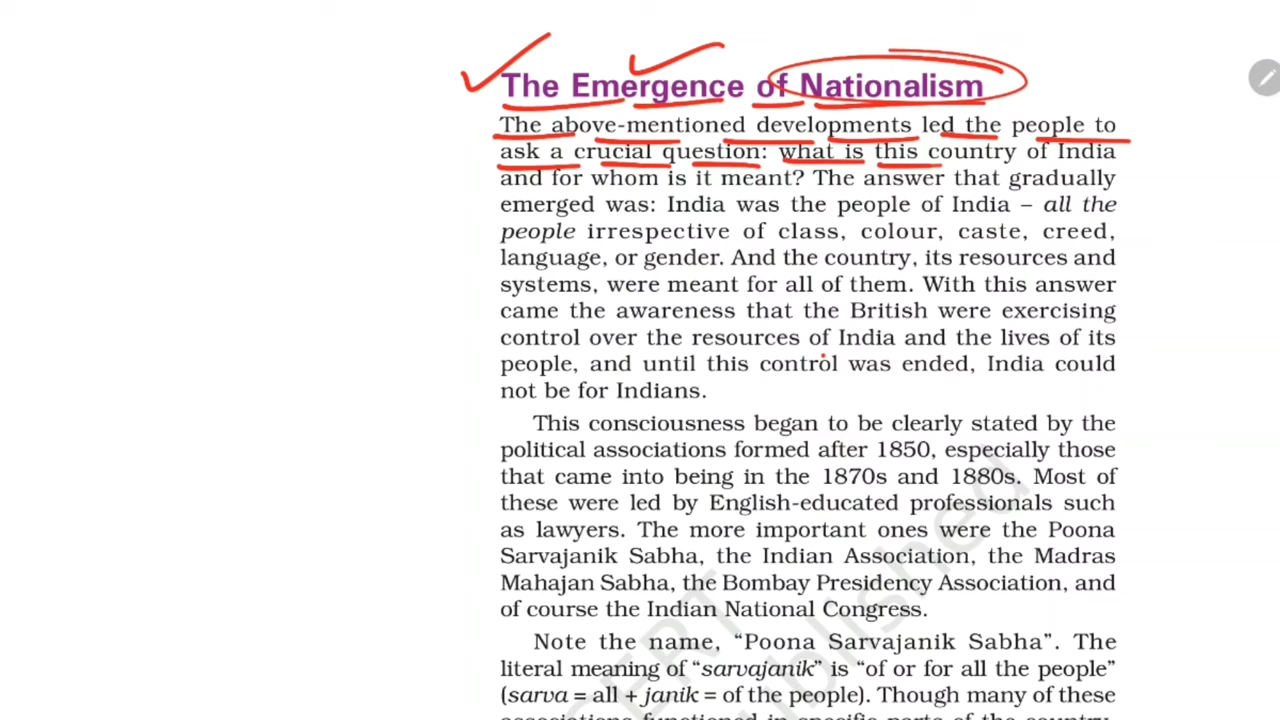 The Emergence of Nationalism
The above-mentioned developments led the people to
ask a crucial question: what is this country of India
and for whom is it meant? The answer that gradually
emerged was: India was the people of India – all the
people irrespective of class, colour, caste, creed,
language, or gender. And the country, its resources and
systems, were meant for all of them. With this answer
came the awareness that the British were exercising
control over the resources of India and the lives of its
people, and until this control was ended, India could
not be for Indians.
This consciousness began to be clearly stated by the
political associations formed after 1850, especially those
that came into being in the 1870s and 1880s. Most of
these were led by English-educated professionals such
as lawyers. The more important ones were the Poona
Sarvajanik Sabha, the Indian Association, the Madras
Mahajan Sabha, the Bombay Presidency Association, and
of course the Indian National Congress.
Note the name, “Poona Sarvajanik Sabha”. The
literal meaning of “sarvajanik” is “of or for all the people”
(sarva = all + janik = of the people). Though many of these
associations functioned in specific parts of the country,